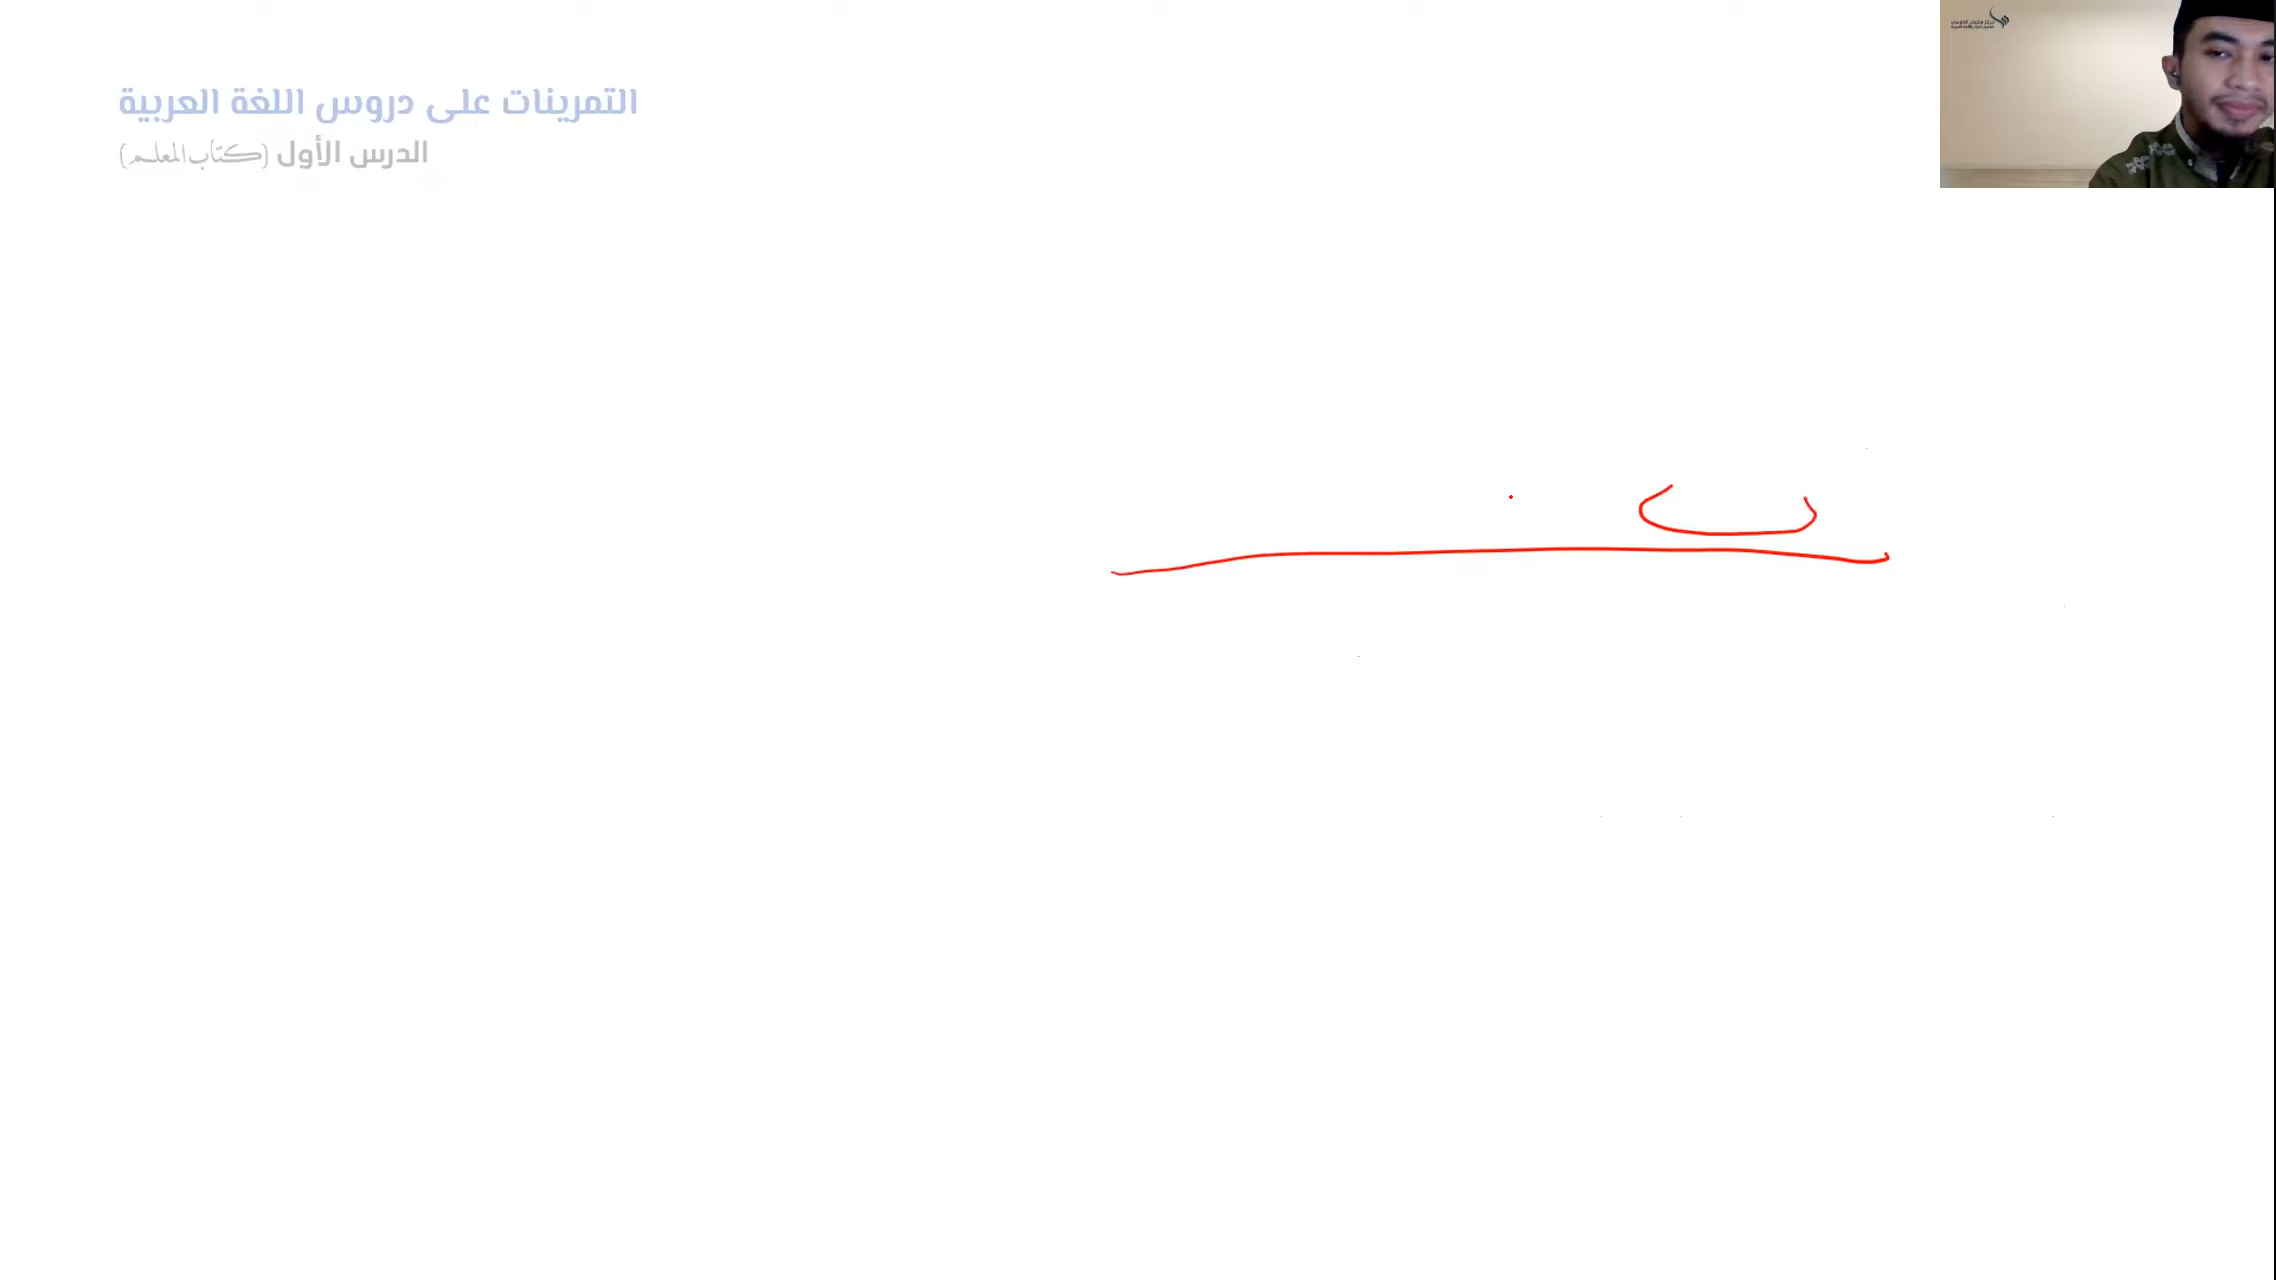 التمرينات على دروس اللغة العربية
الدرس الأول (كتاب المعلم)